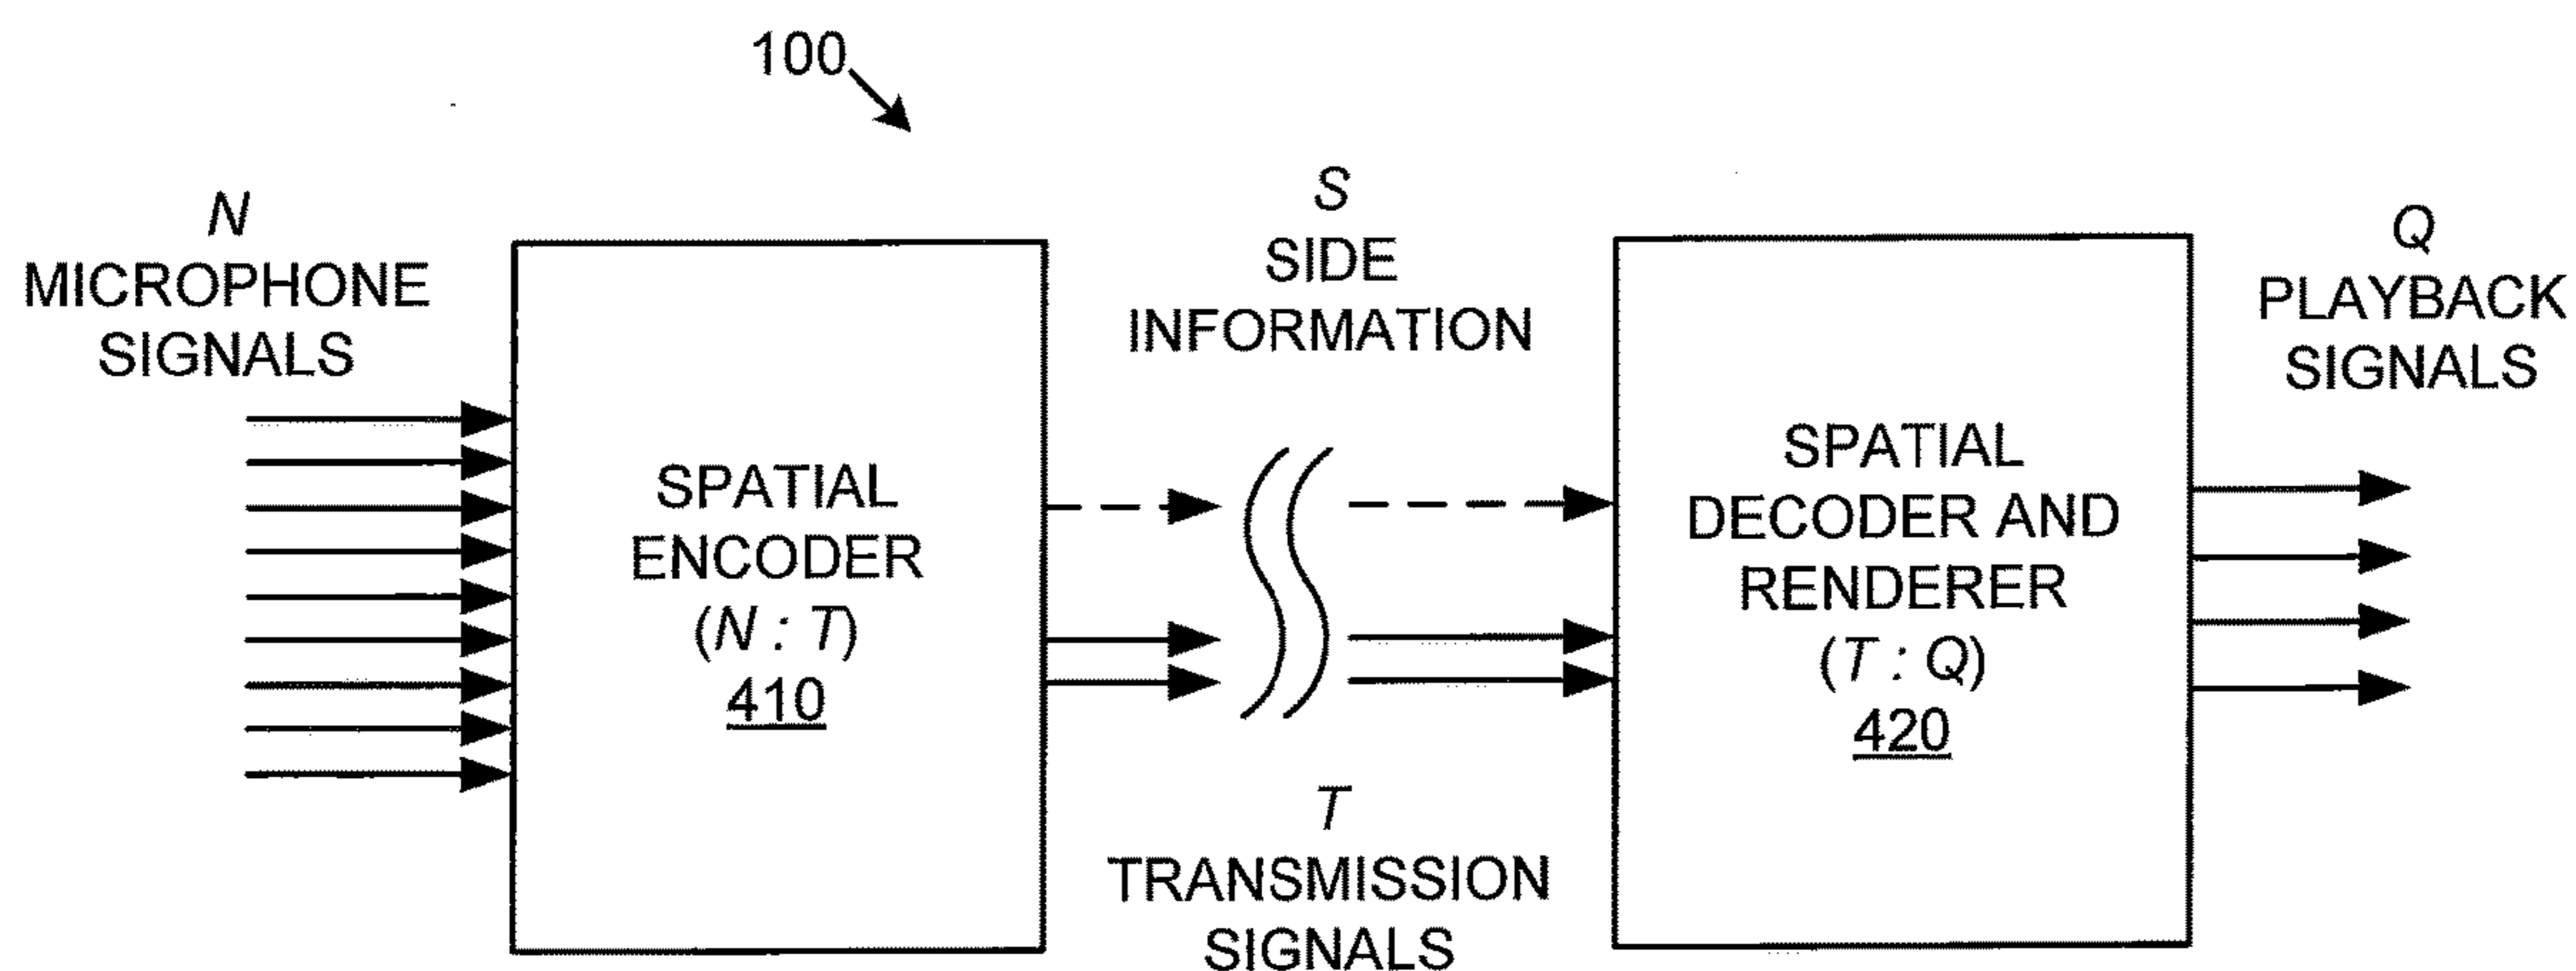 100
N
MICROPHONE
SIGNALS
SPATIAL
ENCODER
(N : T)
410
S
SIDE
INFORMATION
T
TRANSMISSION
SIGNALS
SPATIAL
DECODER AND
RENDERER
(T : Q)
420
Q
PLAYBACK
SIGNALS